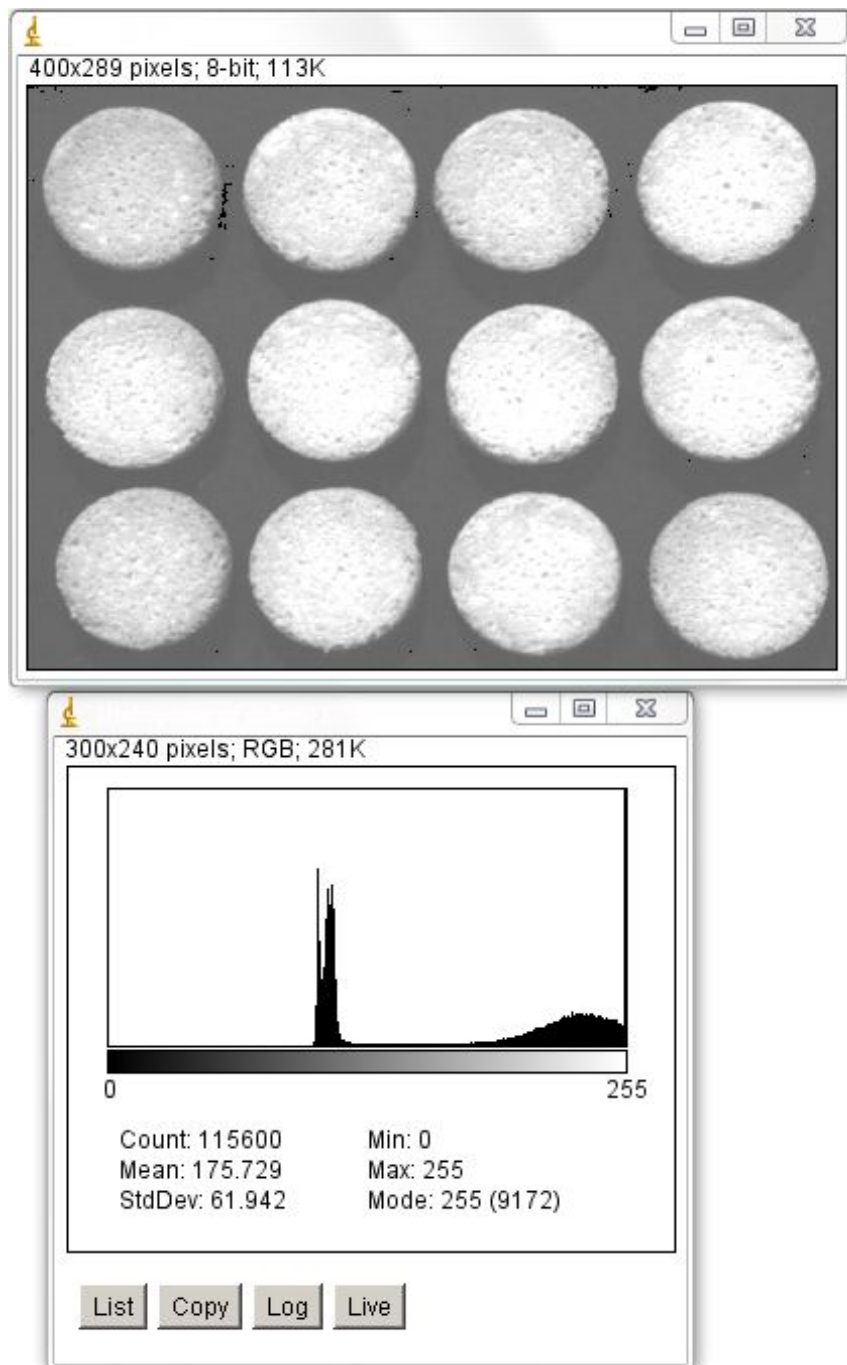 400x289 pixels; 8-bit; 113K
300x240 pixels; RGB; 281K
0 255
Count: 115600 Min: 0
Mean: 175.729 Max: 255
StdDev: 61.942 Mode: 255 (9172)
List Copy Log Live